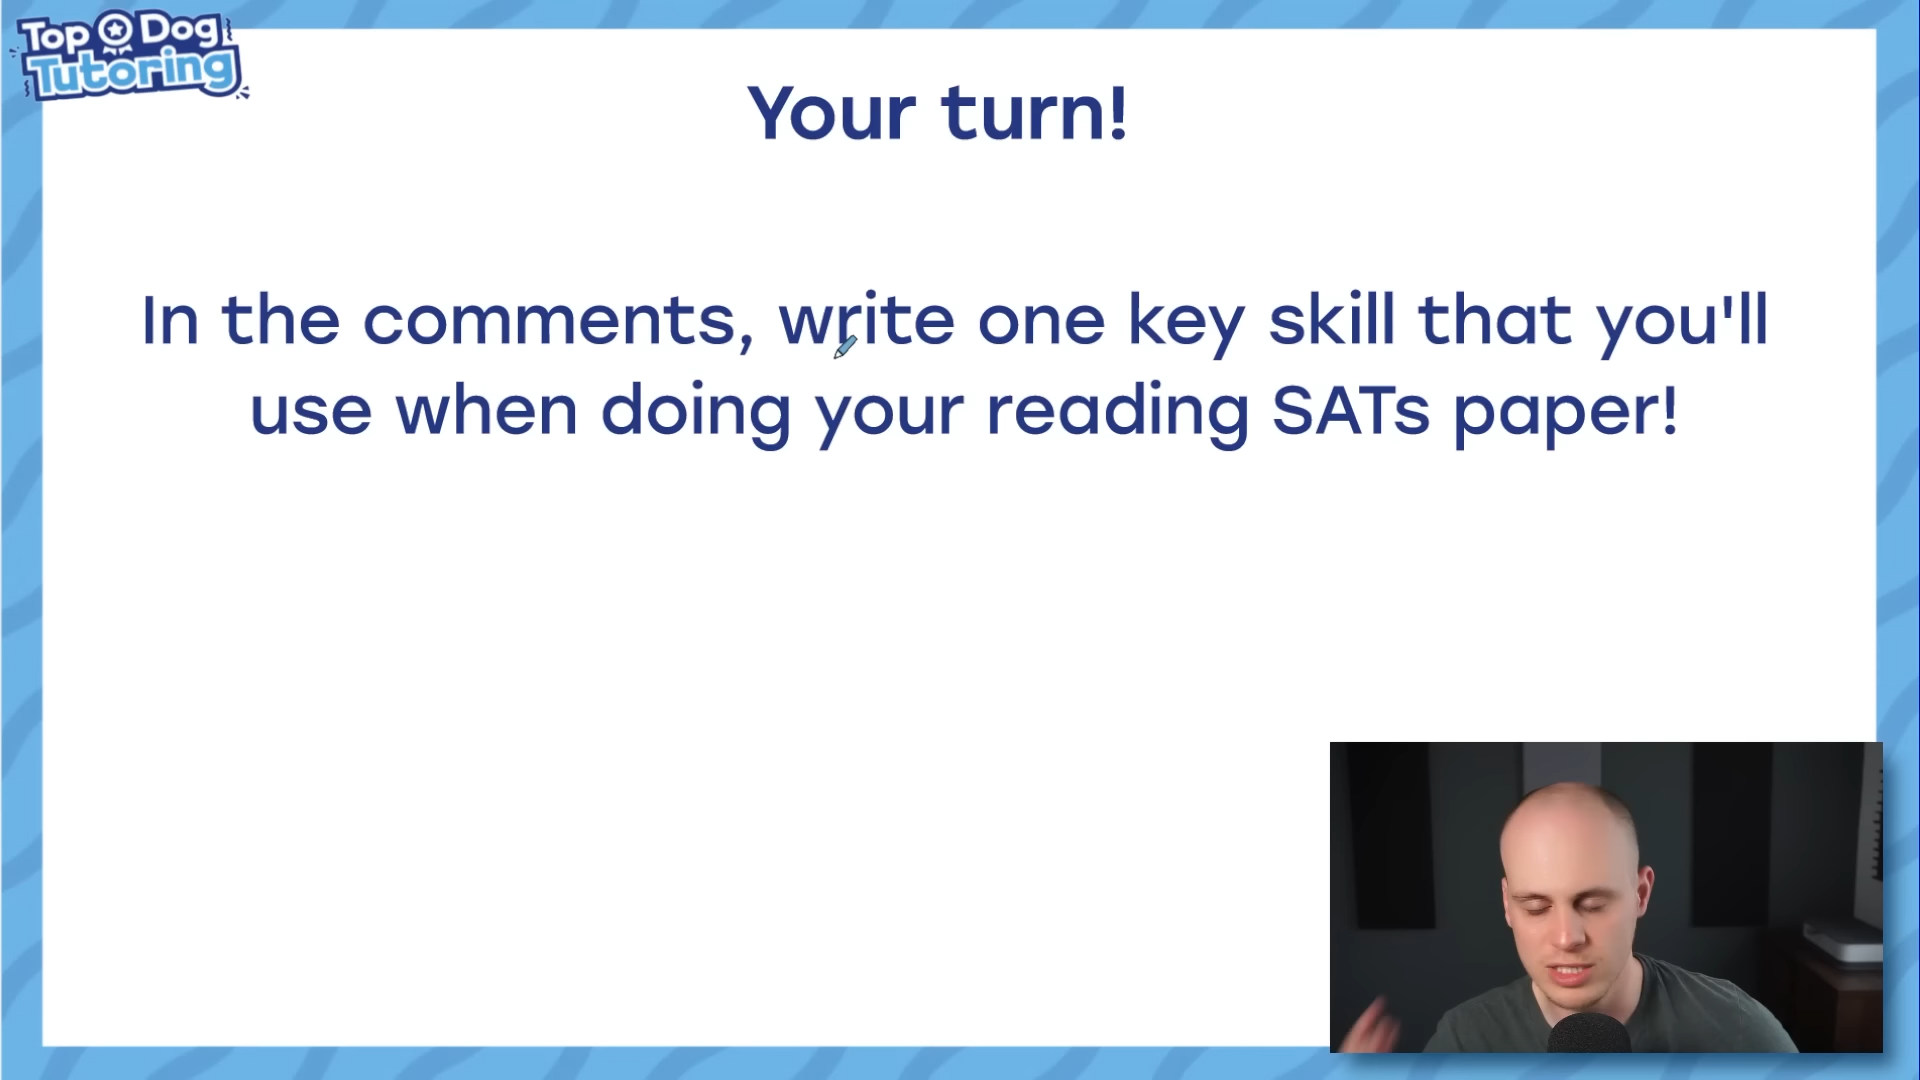 Top Dog
Tutoring
Your turn!
In the comments, write one key skill that you'll
use when doing your reading SATs paper!